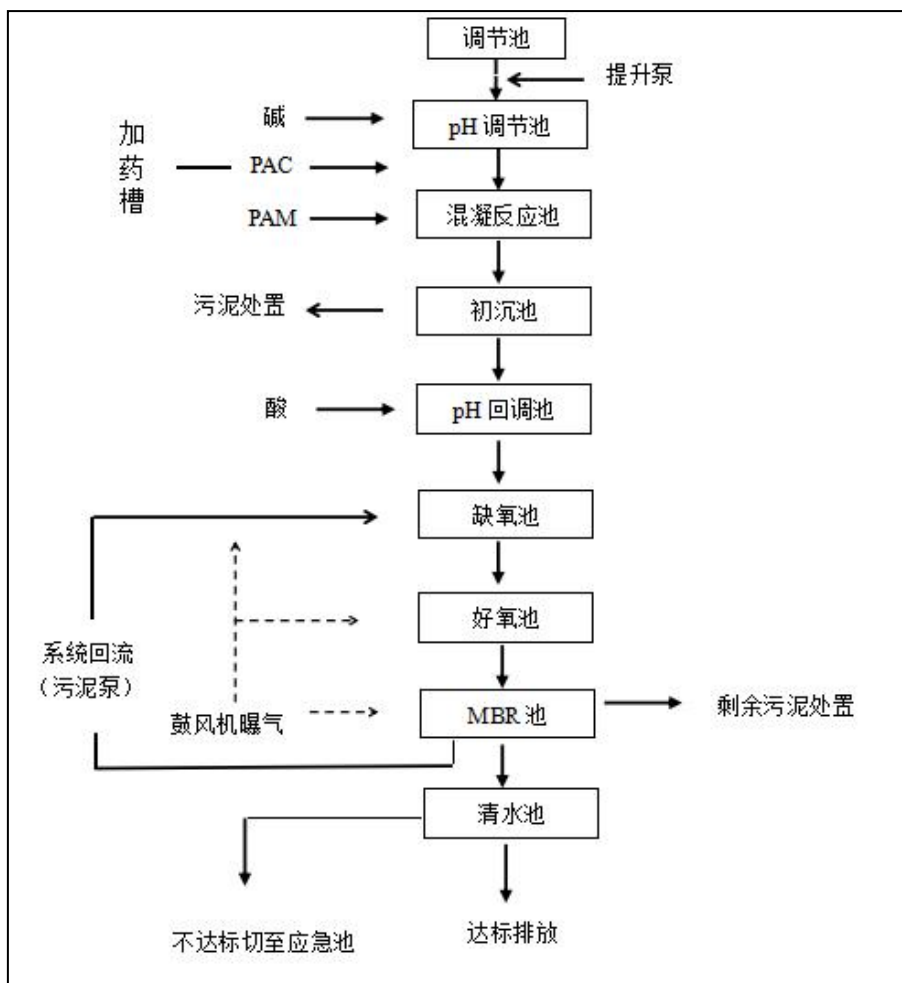 调节池
提升泵
碱
pH 调节池
加药槽
PAC
PAM
混凝反应池
污泥处置
初沉池
酸
pH 回调池
缺氧池
好氧池
系统回流
（污泥泵）
鼓风机曝气
MBR 池
剩余污泥处置
清水池
不达标切至应急池
达标排放